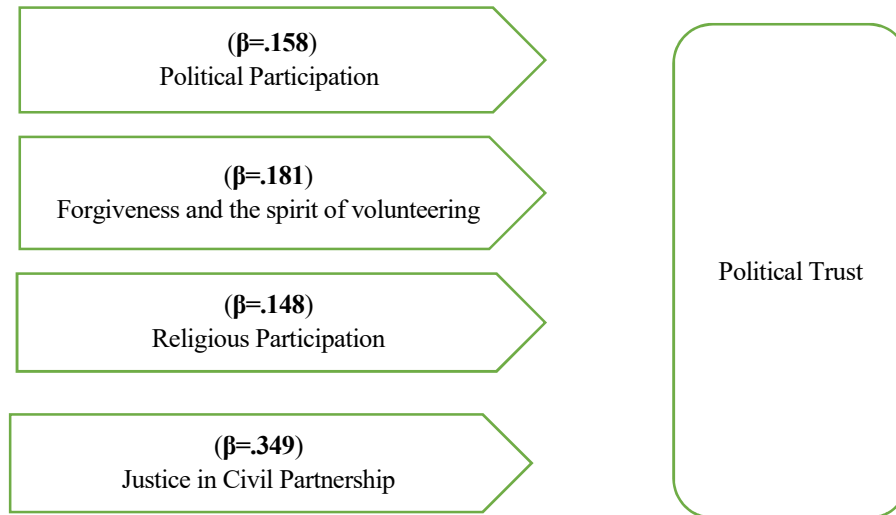 (β=.158)
Political Participation
(β=.181)
Forgiveness and the spirit of volunteering
(β=.148)
Religious Participation
(β=.349)
Justice in Civil Partnership
Political Trust